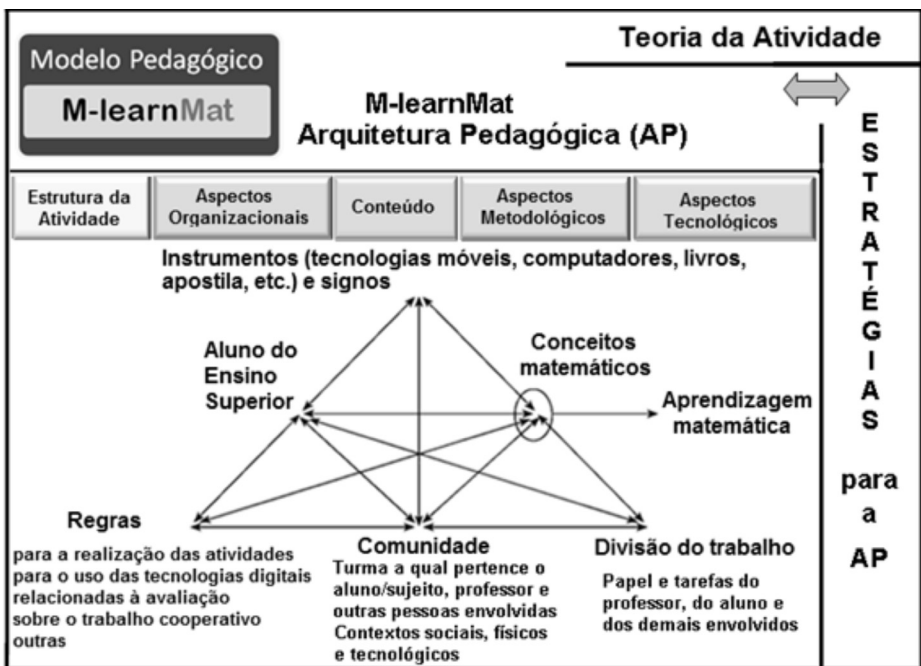 Teoria da Atividade
Modelo Pedagógico
M-learnMat
M-learnMat
Arquitetura Pedagógica (AP)
ESTRATÉGIAS
para
a
AP
Estrutura da
Atividade
Aspectos
Organizacionais
Conteúdo
Aspectos
Metodológicos
Aspectos
Tecnológicos
Instrumentos (tecnologias móveis, computadores, livros,
apostila, etc.) e signos
Aluno do
Ensino
Superior
Conceitos
matemáticos
Aprendizagem
matemática
Regras
para a realização das atividades
para o uso das tecnologias digitais
relacionadas à avaliação
sobre o trabalho cooperativo
outras
Comunidade
Turma a qual pertence o
aluno/sujeito, professor e
outras pessoas envolvidas
Contextos sociais, físicos
e tecnológicos
Divisão do trabalho
Papel e tarefas do
professor, do aluno e
dos demais envolvidos